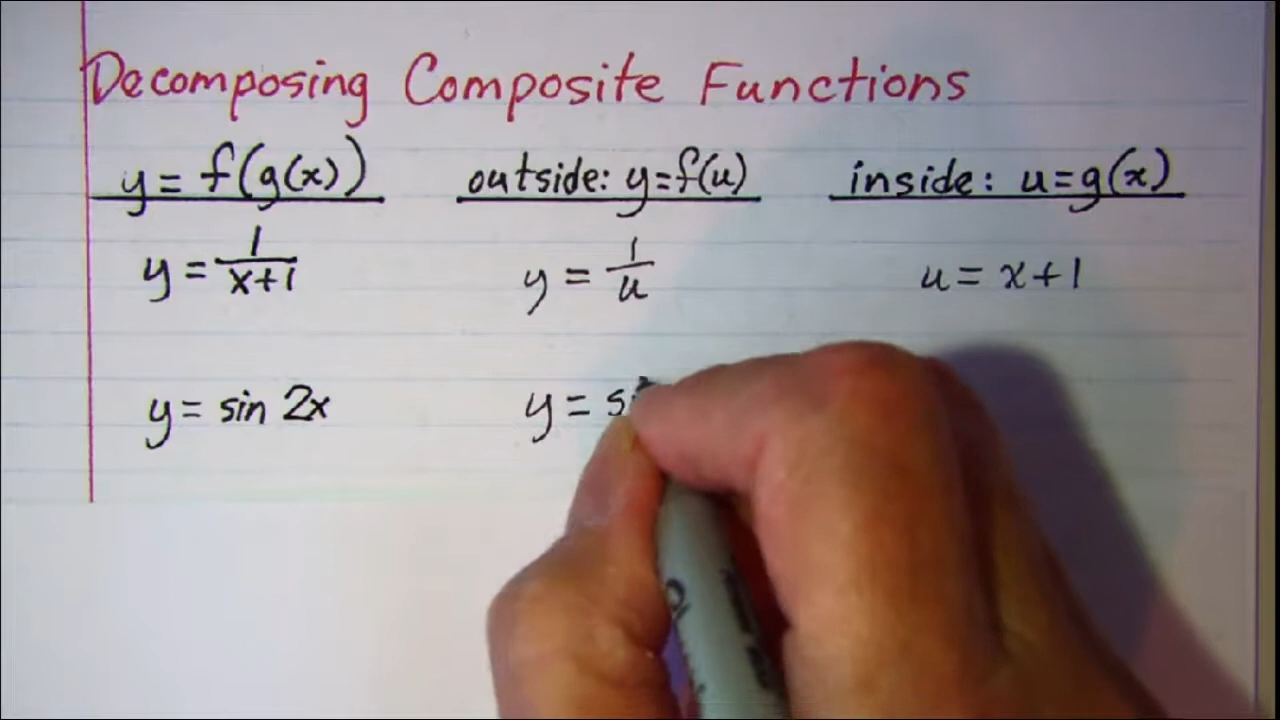 Decomposing Composite Functions
y = f(g(x)) outside: y=f(u) inside: u=g(x)
y = 1/(x+1) y = 1/u u = x+1
y = sin 2x y =